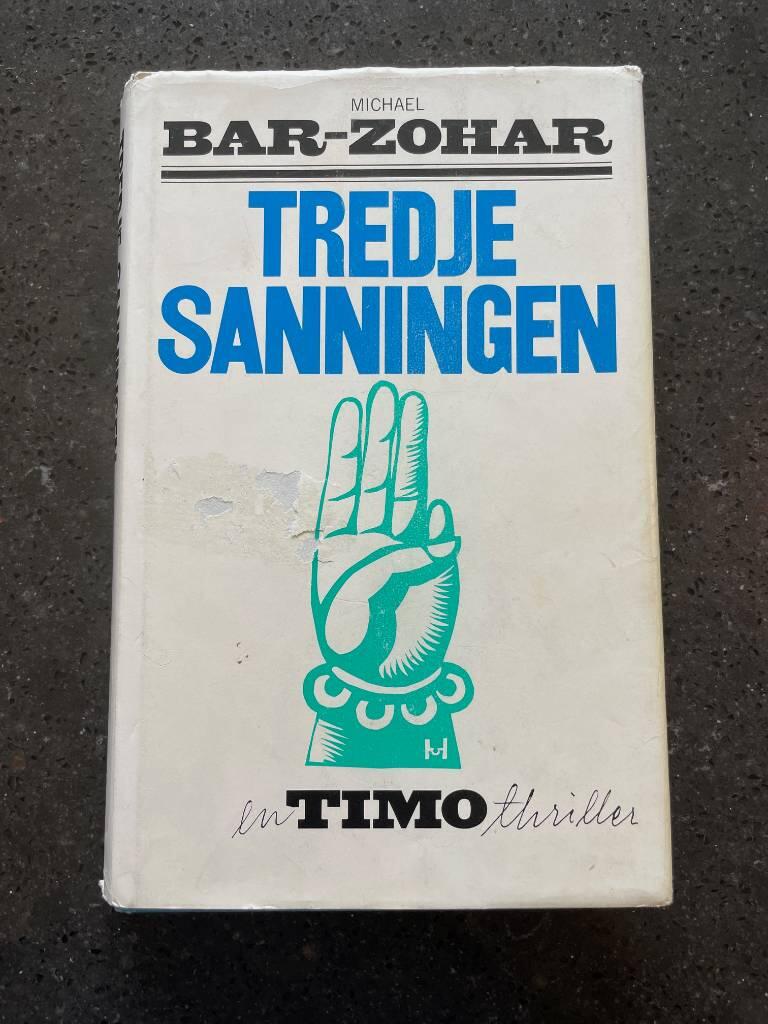 MICHAEL
BAR-ZOHAR
TREDJE
SANNINGEN
en TIMO thriller